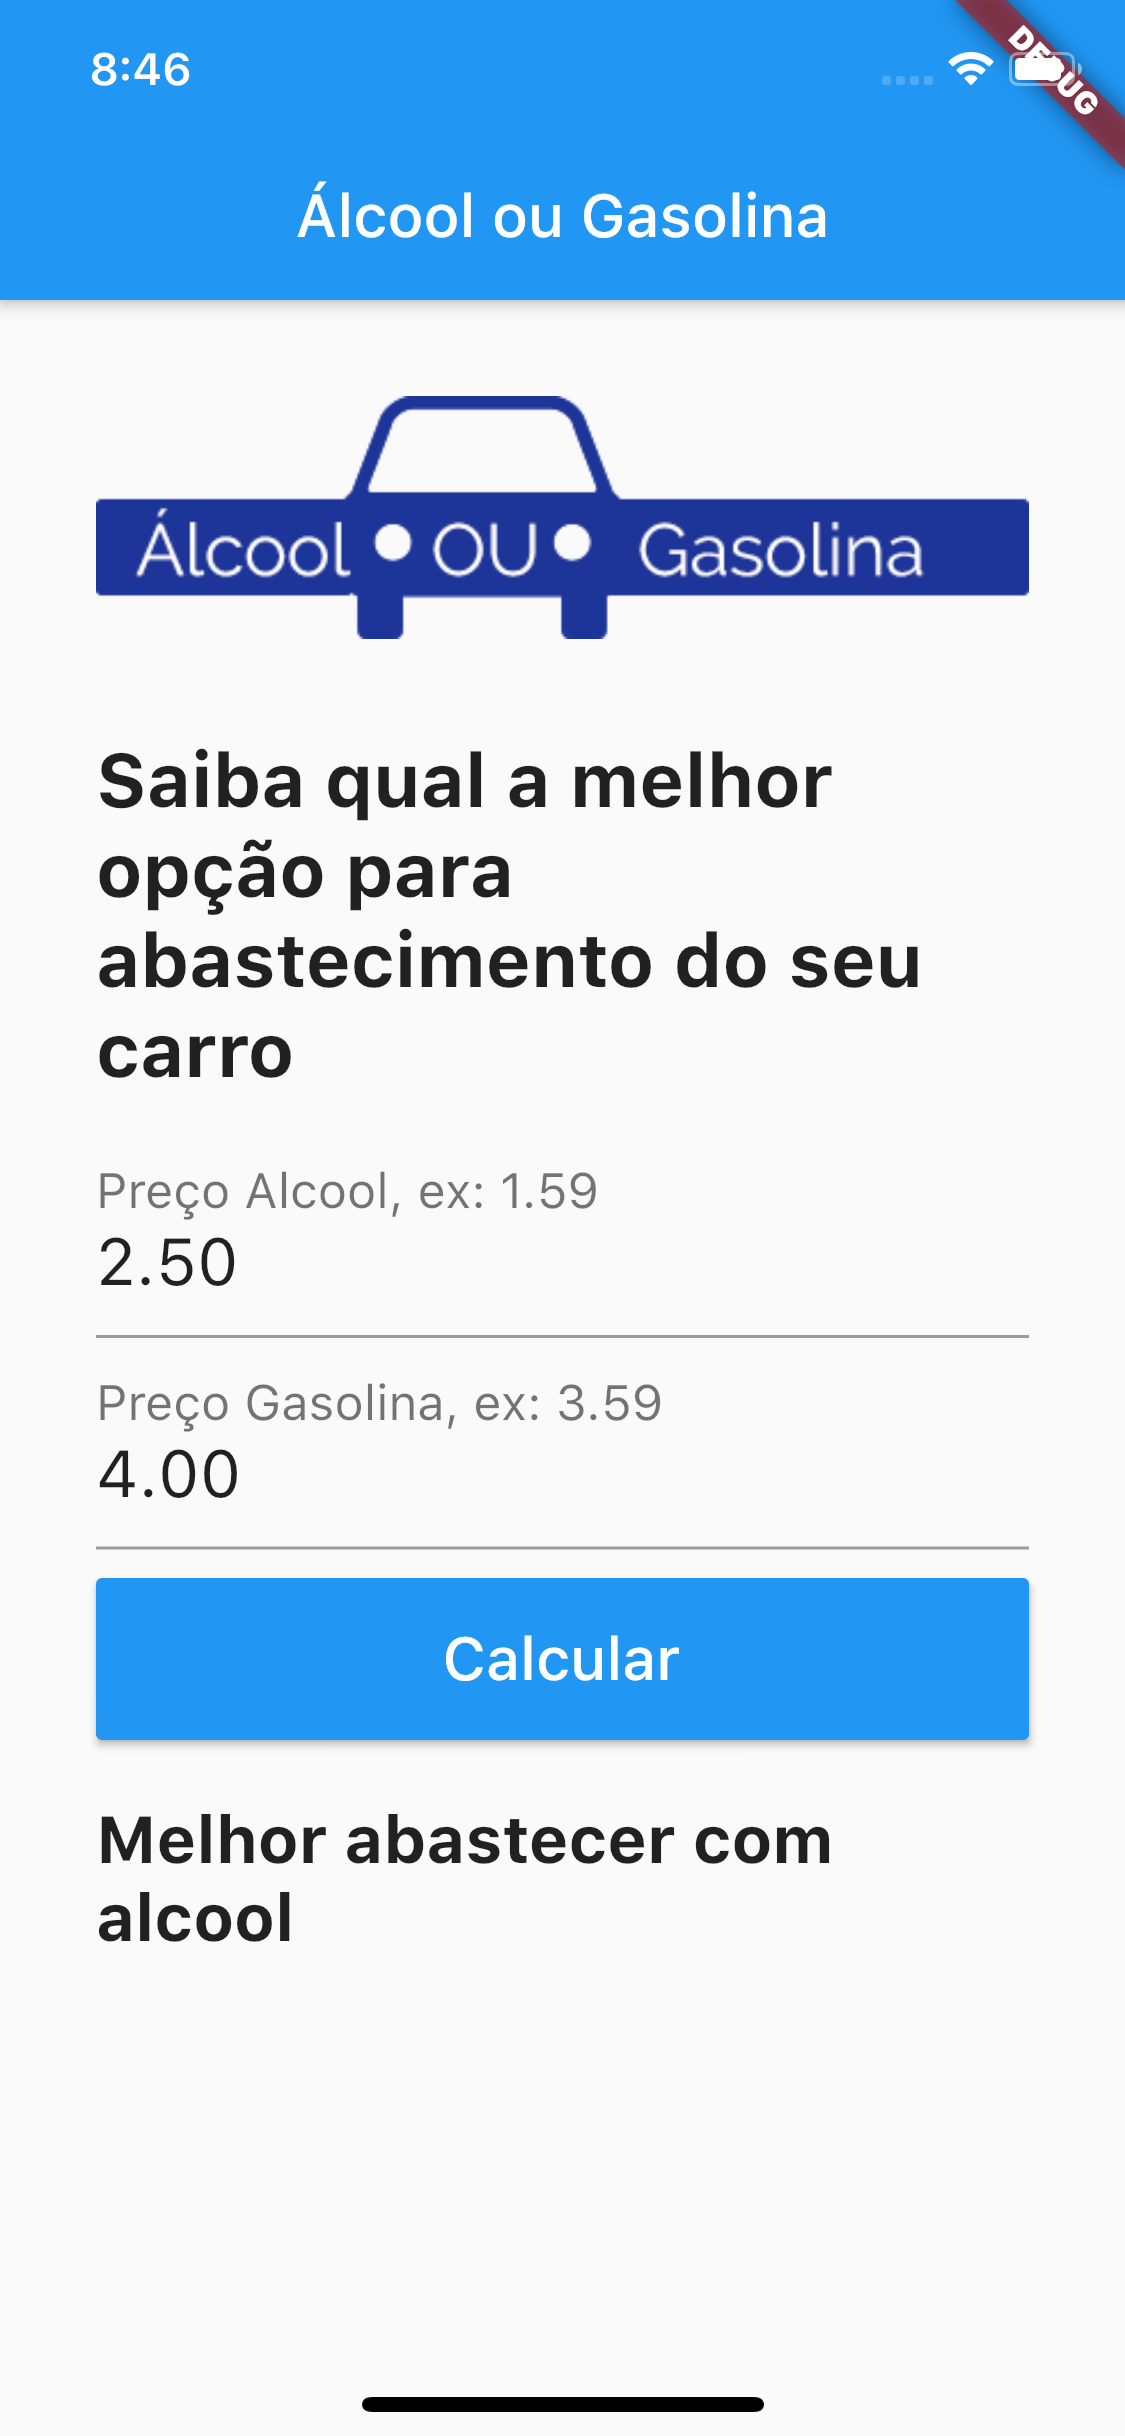 8:46
DEBUG
Álcool ou Gasolina
Álcool OU Gasolina
Saiba qual a melhor
opção para
abastecimento do seu
carro
Preço Alcool, ex: 1.59
2.50
Preço Gasolina, ex: 3.59
4.00
Calcular
Melhor abastecer com
alcool